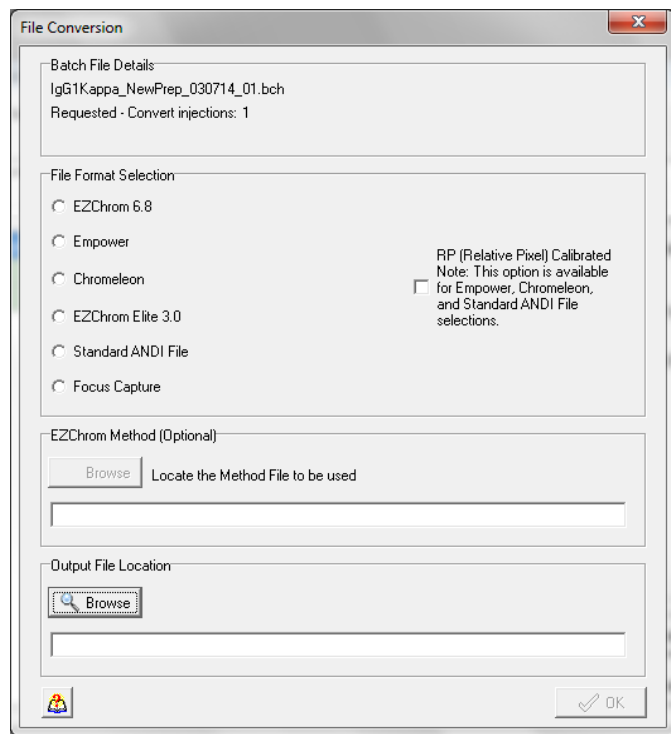 File Conversion
Batch File Details
IgG1Kappa_NewPrep_030714_01.bch
Requested - Convert injections: 1
File Format Selection
EZChrom 6.8
Empower
Chromeleon
EZChrom Elite 3.0
Standard ANDI File
Focus Capture
RP (Relative Pixel) Calibrated
Note: This option is available
for Empower, Chromeleon,
and Standard ANDI File
selections.
EZChrom Method (Optional)
Browse Locate the Method File to be used
Output File Location
Browse
OK